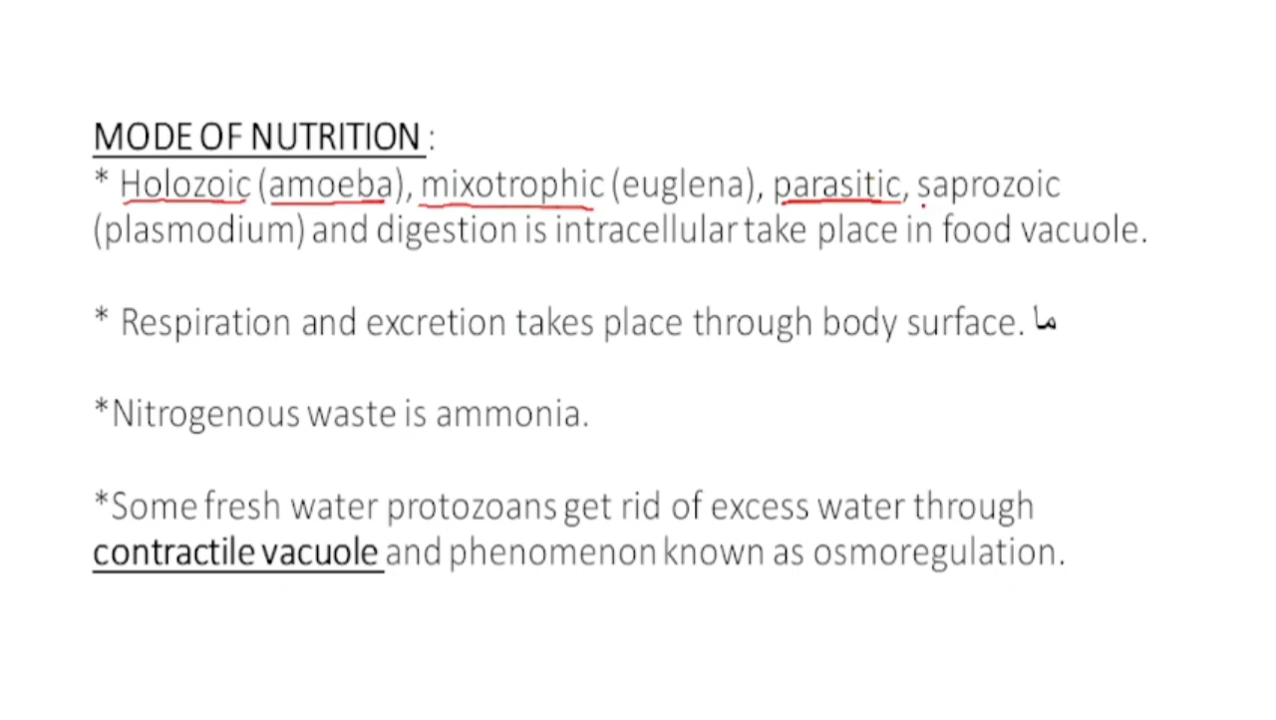 MODE OF NUTRITION :
* Holozoic (amoeba), mixotrophic (euglena), parasitic, saprozoic
(plasmodium) and digestion is intracellular take place in food vacuole.
* Respiration and excretion takes place through body surface. ما
*Nitrogenous waste is ammonia.
*Some fresh water protozoans get rid of excess water through
contractile vacuole and phenomenon known as osmoregulation.